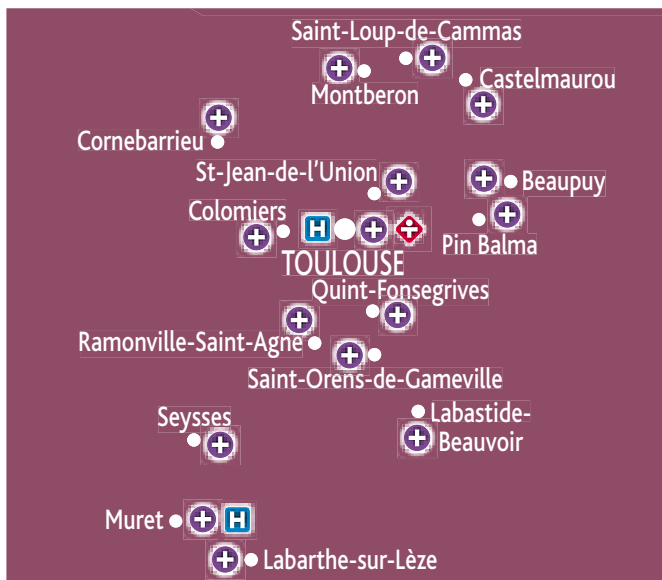 Saint-Loup-de-Cammas
Montberon
Castelmaurou
Cornebarrieu
St-Jean-de-l'Union
Beaupuy
Colomiers
H
Pin Balma
TOULOUSE
Quint-Fonsegrives
Ramonville-Saint-Agne
Saint-Orens-de-Gameville
Labastide-
Beauvoir
Seysses
Muret
H
Labarthe-sur-Lèze